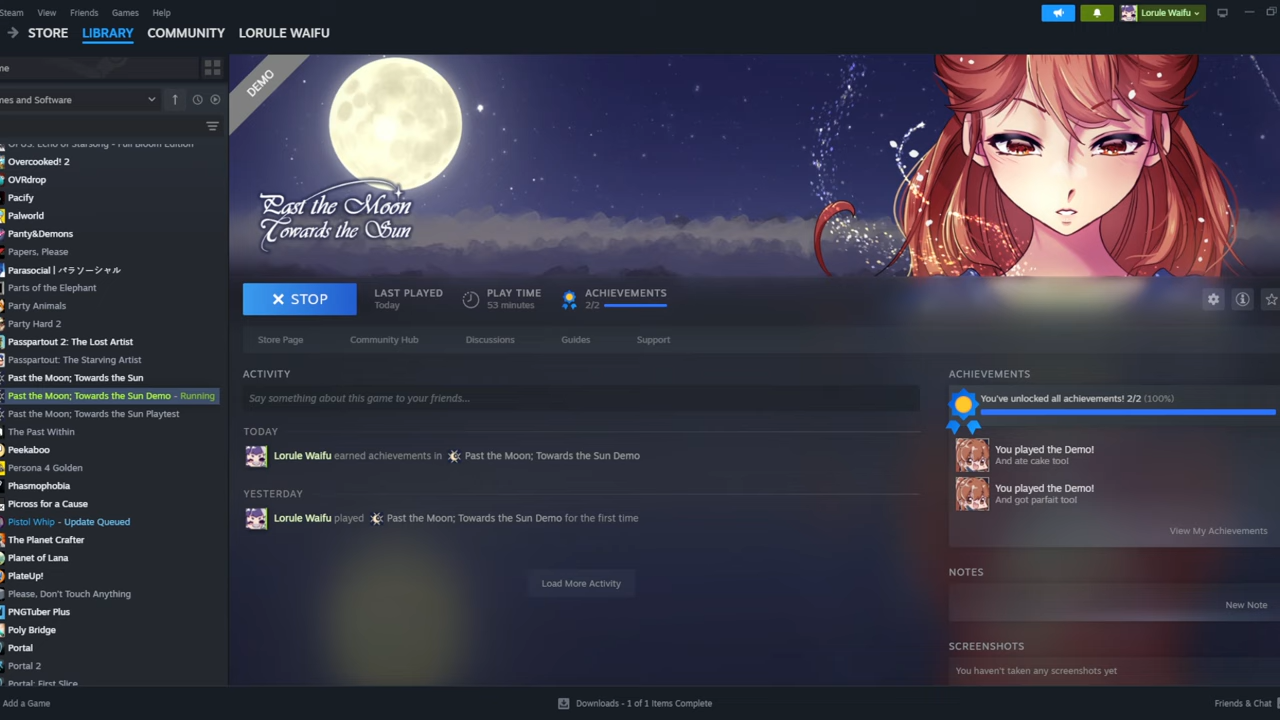 Steam View Friends Games Help
Lorule Waifu
STORE LIBRARY COMMUNITY LORULE WAIFU
DEMO
Past the Moon
Towards the Sun
Overcooked! 2
OVRdrop
Pacify
Palworld
Panty&Demons
Papers, Please
Parasocial | パラソーシャル
Parts of the Elephant
Party Animals
Party Hard 2
Passpartout 2: The Lost Artist
Passpartout: The Starving Artist
Past the Moon; Towards the Sun
Past the Moon; Towards the Sun Demo - Running
Past the Moon; Towards the Sun Playtest
The Past Within
Peekaboo
Persona 4 Golden
Phasmophobia
Picross for a Cause
Pistol Whip - Update Queued
The Planet Crafter
Planet of Lana
PlateUp!
Please, Don't Touch Anything
PNGTuber Plus
Poly Bridge
Portal
Portal 2
Portal: First Slice
STOP
LAST PLAYED
Today
PLAY TIME
53 minutes
ACHIEVEMENTS
2/2
Store Page Community Hub Discussions Guides Support
ACTIVITY
Say something about this game to your friends...
TODAY
Lorule Waifu earned achievements in Past the Moon; Towards the Sun Demo
YESTERDAY
Lorule Waifu played Past the Moon; Towards the Sun Demo for the first time
Load More Activity
ACHIEVEMENTS
You've unlocked all achievements! 2/2 (100%)
You played the Demo!
And ate cake too!
You played the Demo!
And got parfait too!
View My Achievements
NOTES
New Note
SCREENSHOTS
You haven't taken any screenshots yet
Add a Game
Downloads - 1 of 1 Items Complete
Friends & Chat